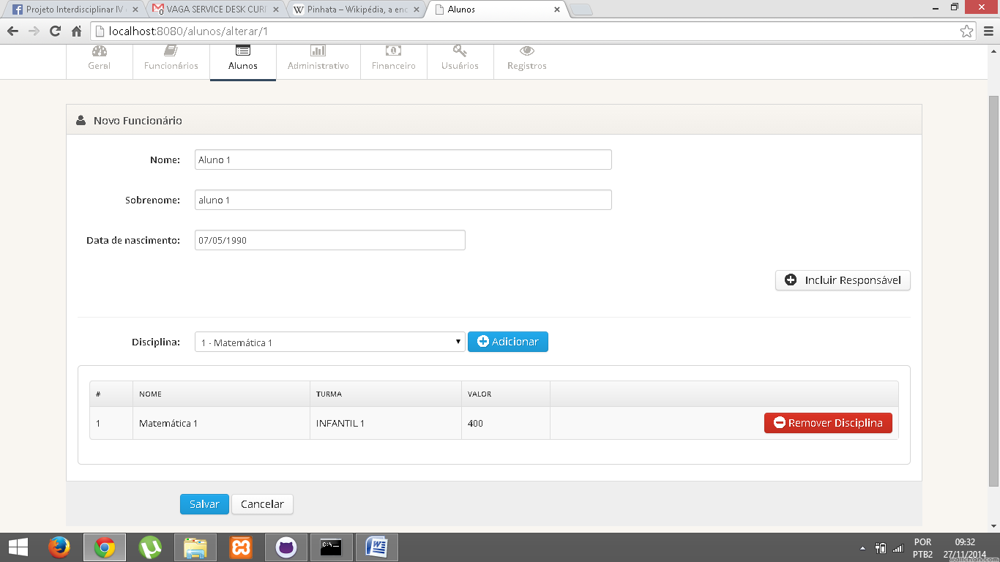 Projeto Interdisciplinar IV
VAGA SERVICE DESK CURI
Pinhata – Wikipédia, a enc
Alunos
localhost:8080/alunos/alterar/1
Geral
Funcionários
Alunos
Administrativo
Financeiro
Usuários
Registros
Novo Funcionário
Nome: Aluno 1
Sobrenome: aluno 1
Data de nascimento: 07/05/1990
Incluir Responsável
Disciplina: 1 - Matemática 1 Adicionar
# NOME TURMA VALOR
1 Matemática 1 INFANTIL 1 400 Remover Disciplina
Salvar Cancelar
POR 09:32
PTB2 27/11/2014